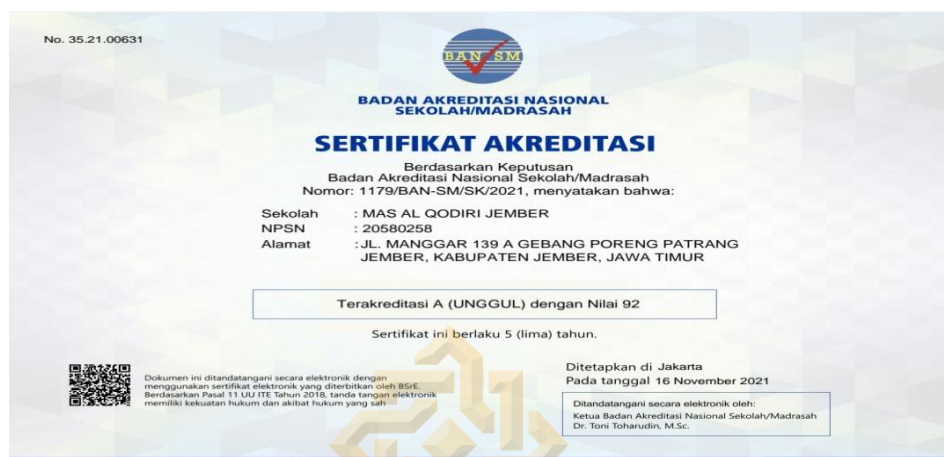 No. 35.21.00631
BAN SM
BADAN AKREDITASI NASIONAL
SEKOLAH/MADRASAH
SERTIFIKAT AKREDITASI
Berdasarkan Keputusan
Badan Akreditasi Nasional Sekolah/Madrasah
Nomor: 1179/BAN-SM/SK/2021, menyatakan bahwa:
Sekolah : MAS AL QODIRI JEMBER
NPSN : 20580258
Alamat : JL. MANGGAR 139 A GEBANG PORENG PATRANG
JEMBER, KABUPATEN JEMBER, JAWA TIMUR
Terakreditasi A (UNGGUL) dengan Nilai 92
Sertifikat ini berlaku 5 (lima) tahun.
Dokumen ini ditandatangani secara elektronik dengan
menggunakan sertifikat elektronik yang diterbitkan oleh BSrE.
Berdasarkan Pasal 11 UU ITE Tahun 2018, tanda tangan elektronik
memiliki kekuatan hukum dan akibat hukum yang sah
Ditetapkan di Jakarta
Pada tanggal 16 November 2021
Ditandatangani secara elektronik oleh:
Ketua Badan Akreditasi Nasional Sekolah/Madrasah
Dr. Toni Toharudin, M.Sc.